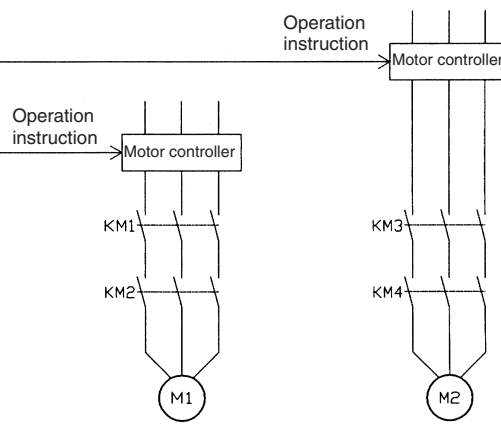 Operation
instruction
Motor controller
Operation
instruction
Motor controller
KM1
KM3
KM2
KM4
M1
M2